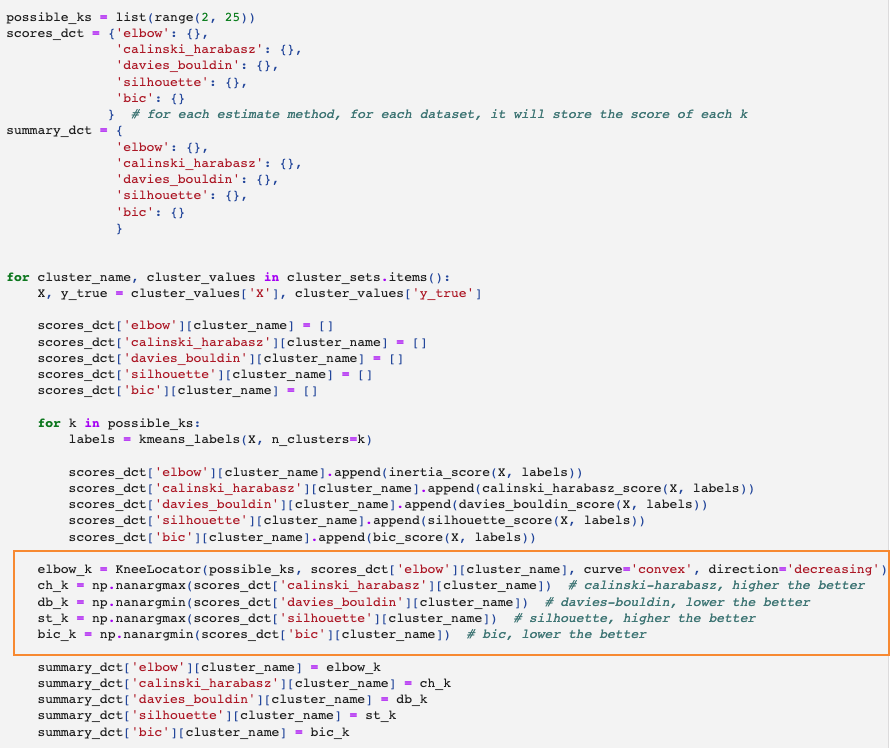 possible_ks = list(range(2, 25))
scores_dct = {'elbow': {},
              'calinski_harabasz': {},
              'davies_bouldin': {},
              'silhouette': {},
              'bic': {}
             }  # for each estimate method, for each dataset, it will store the score of each k
summary_dct = {
              'elbow': {},
              'calinski_harabasz': {},
              'davies_bouldin': {},
              'silhouette': {},
              'bic': {}
              }
for cluster_name, cluster_values in cluster_sets.items():
    X, y_true = cluster_values['X'], cluster_values['y_true']
    scores_dct['elbow'][cluster_name] = []
    scores_dct['calinski_harabasz'][cluster_name] = []
    scores_dct['davies_bouldin'][cluster_name] = []
    scores_dct['silhouette'][cluster_name] = []
    scores_dct['bic'][cluster_name] = []
    for k in possible_ks:
        labels = kmeans_labels(X, n_clusters=k)
        scores_dct['elbow'][cluster_name].append(inertia_score(X, labels))
        scores_dct['calinski_harabasz'][cluster_name].append(calinski_harabasz_score(X, labels))
        scores_dct['davies_bouldin'][cluster_name].append(davies_bouldin_score(X, labels))
        scores_dct['silhouette'][cluster_name].append(silhouette_score(X, labels))
        scores_dct['bic'][cluster_name].append(bic_score(X, labels))
    elbow_k = KneeLocator(possible_ks, scores_dct['elbow'][cluster_name], curve='convex', direction='decreasing')
    ch_k = np.nanargmax(scores_dct['calinski_harabasz'][cluster_name])  # calinski-harabasz, higher the better
    db_k = np.nanargmin(scores_dct['davies_bouldin'][cluster_name])  # davies-bouldin, lower the better
    st_k = np.nanargmax(scores_dct['silhouette'][cluster_name])  # silhouette, higher the better
    bic_k = np.nanargmin(scores_dct['bic'][cluster_name])  # bic, lower the better
    summary_dct['elbow'][cluster_name] = elbow_k
    summary_dct['calinski_harabasz'][cluster_name] = ch_k
    summary_dct['davies_bouldin'][cluster_name] = db_k
    summary_dct['silhouette'][cluster_name] = st_k
    summary_dct['bic'][cluster_name] = bic_k